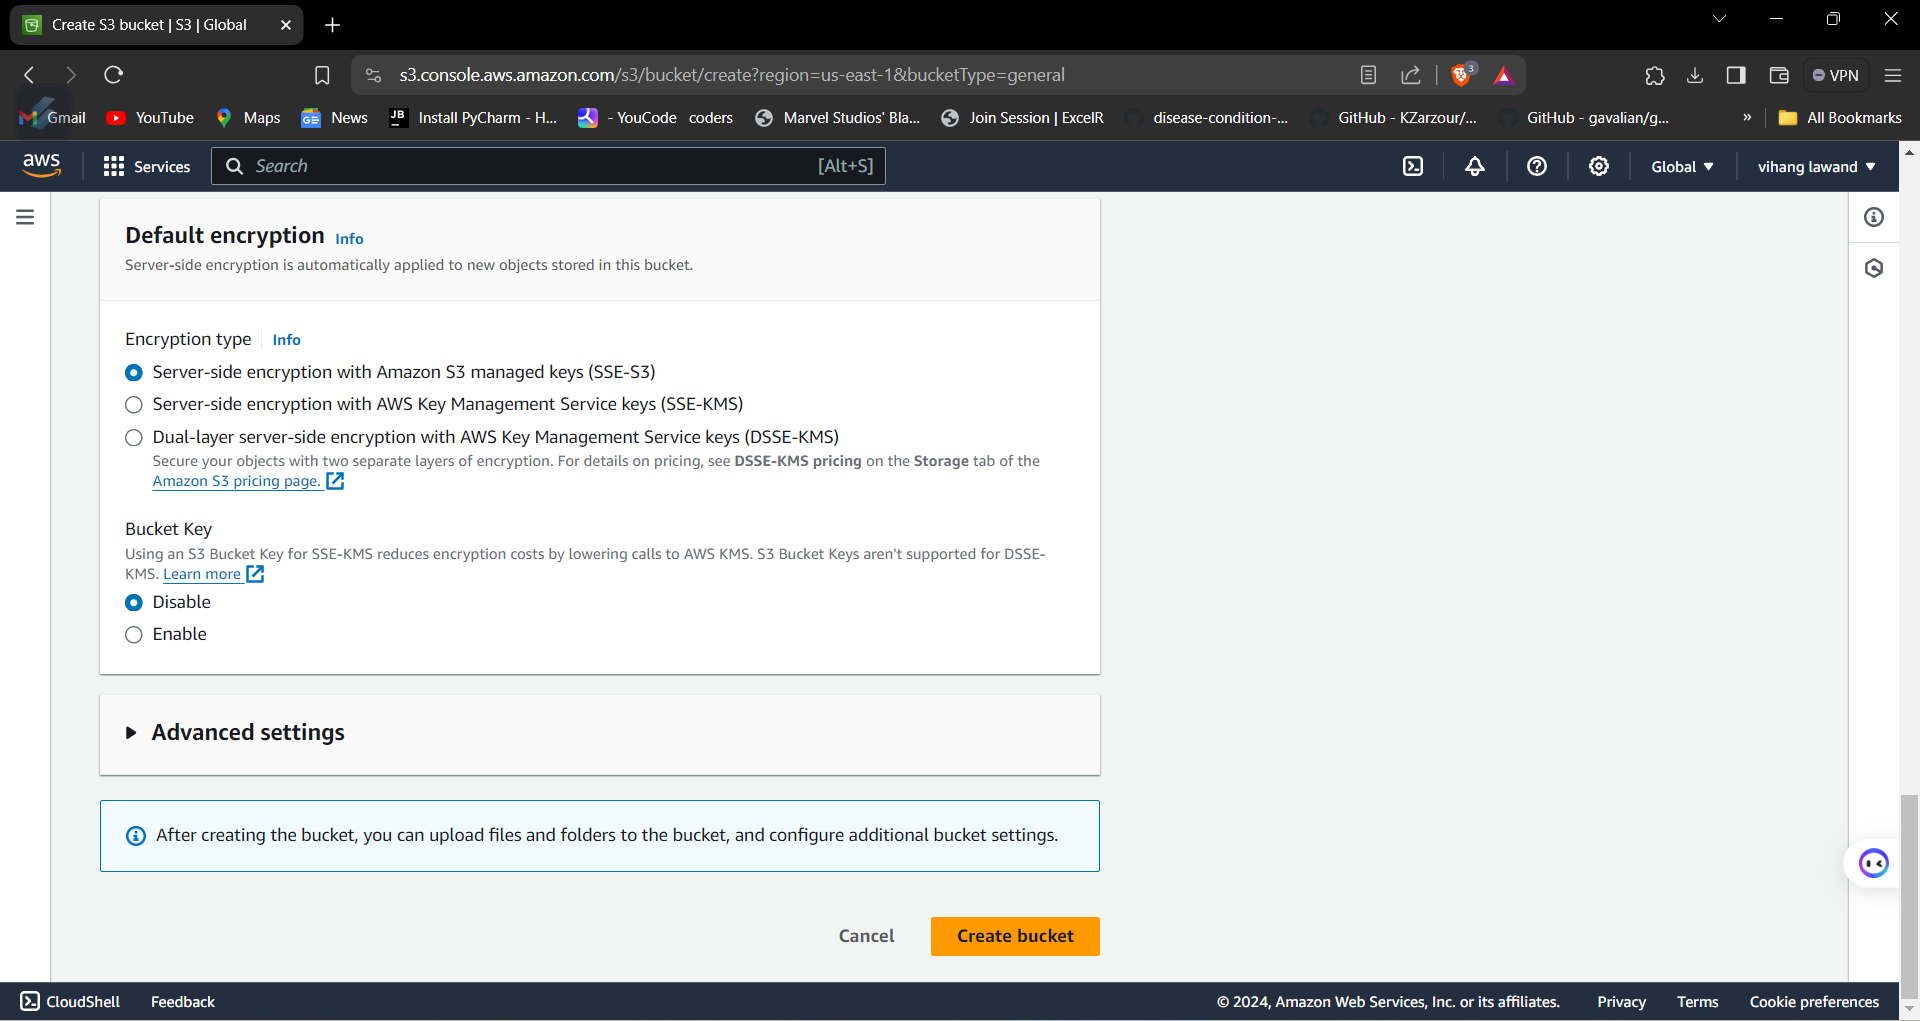 Create S3 bucket | S3 | Global
s3.console.aws.amazon.com/s3/bucket/create?region=us-east-1&bucketType=general
3
VPN
Gmail YouTube Maps News JB Install PyCharm - H... - YouCode coders Marvel Studios' Bla... Join Session | ExcelR disease-condition-... GitHub - KZarzour/... GitHub - gavalian/g... » All Bookmarks
aws Services Search [Alt+S] Global vihang lawand
Default encryption Info
Server-side encryption is automatically applied to new objects stored in this bucket.
Encryption type Info
Server-side encryption with Amazon S3 managed keys (SSE-S3)
Server-side encryption with AWS Key Management Service keys (SSE-KMS)
Dual-layer server-side encryption with AWS Key Management Service keys (DSSE-KMS)
Secure your objects with two separate layers of encryption. For details on pricing, see DSSE-KMS pricing on the Storage tab of the
Amazon S3 pricing page.
Bucket Key
Using an S3 Bucket Key for SSE-KMS reduces encryption costs by lowering calls to AWS KMS. S3 Bucket Keys aren't supported for DSSE-
KMS. Learn more
Disable
Enable
Advanced settings
After creating the bucket, you can upload files and folders to the bucket, and configure additional bucket settings.
Cancel Create bucket
CloudShell Feedback © 2024, Amazon Web Services, Inc. or its affiliates. Privacy Terms Cookie preferences